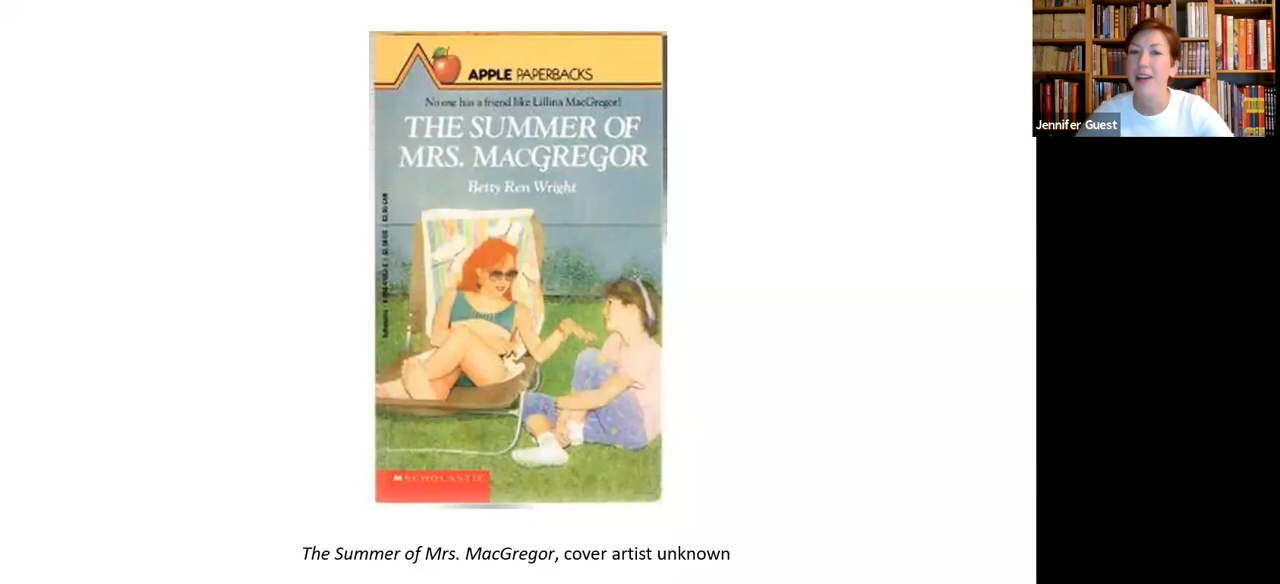 APPLE PAPERBACKS
No one has a friend like Lillina MacGregor!
THE SUMMER OF
MRS. MACGREGOR
Betty Ren Wright
SCHOLASTIC
The Summer of Mrs. MacGregor, cover artist unknown
Jennifer Guest